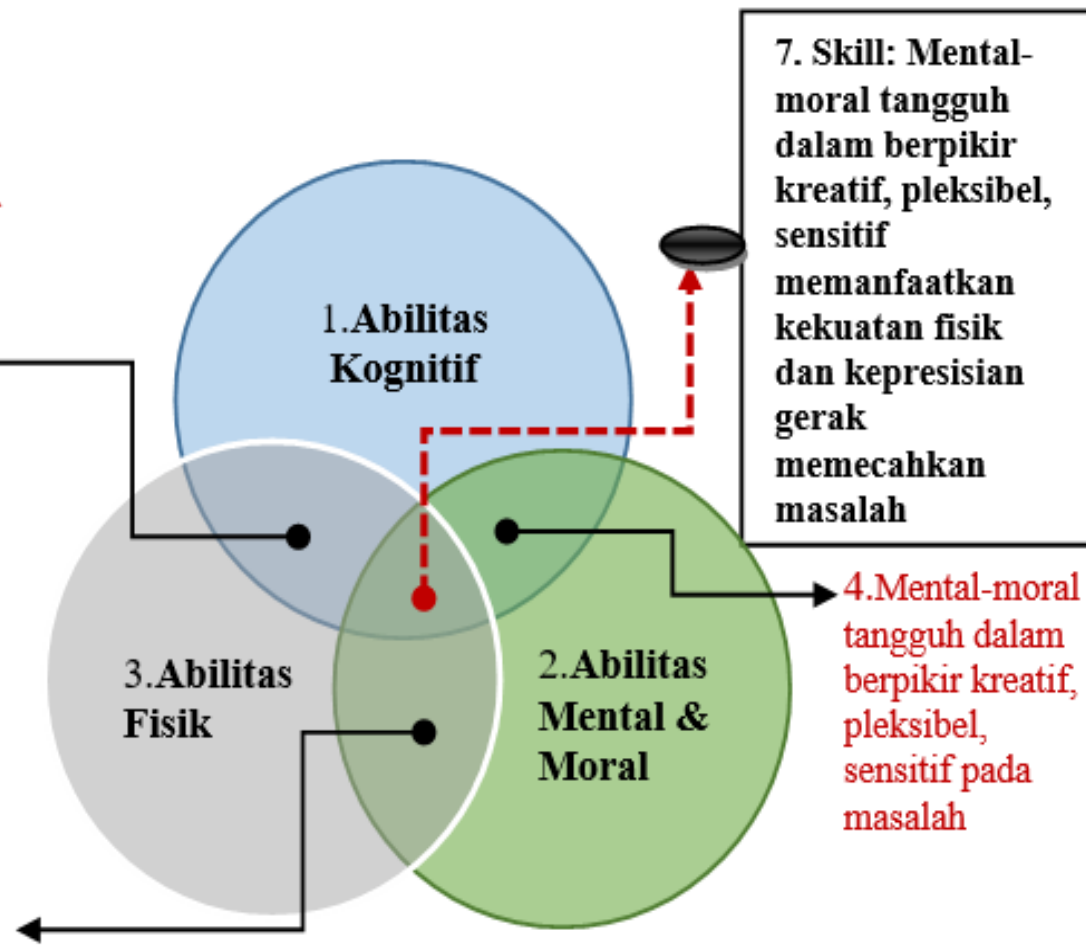 7. Skill: Mental-
moral tangguh
dalam berpikir
kreatif, pleksibel,
sensitif
memanfaatkan
kekuatan fisik
dan kepresisian
gerak
memecahkan
masalah
1.Abilitas
Kognitif
4.Mental-moral
tangguh dalam
berpikir kreatif,
pleksibel,
sensitif pada
masalah
3.Abilitas
Fisik
2.Abilitas
Mental &
Moral